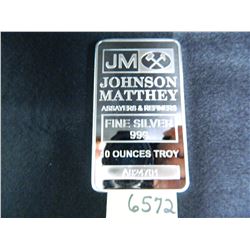 JM
JOHNSON
MATTHEY
ASSAYERS & REFINERS
FINE SILVER
999
10 OUNCES TROY
6572